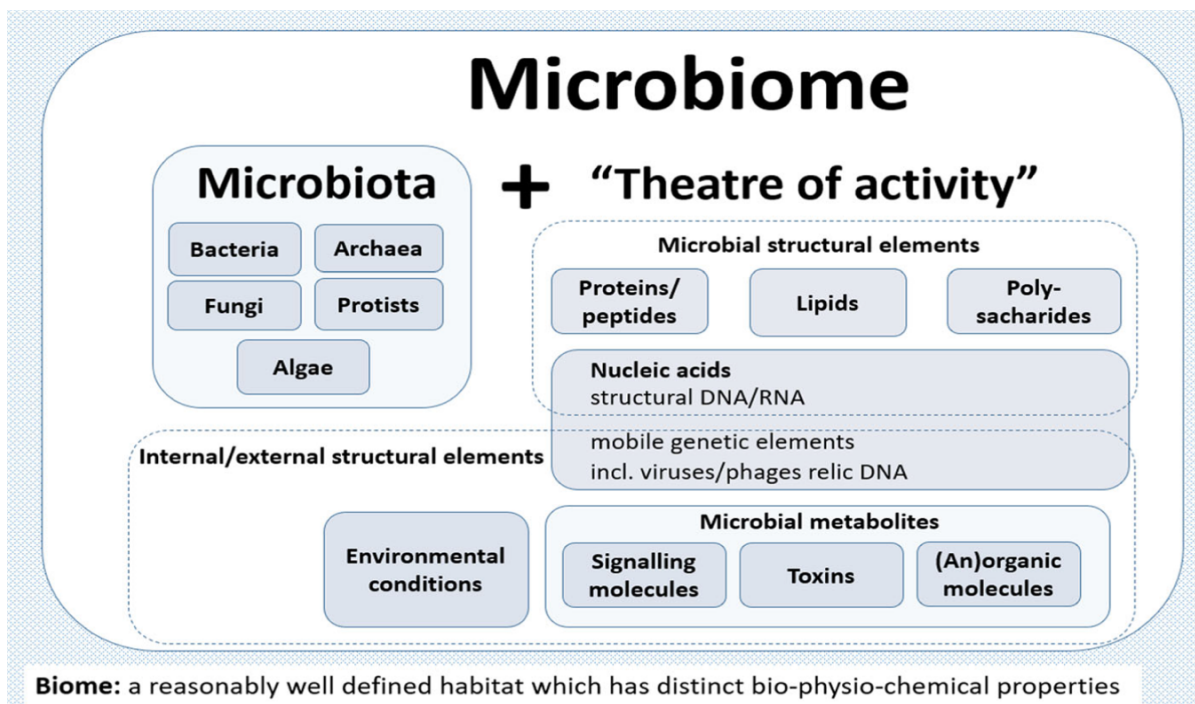 Microbiome
Microbiota
+
“Theatre of activity”
Bacteria
Archaea
Fungi
Protists
Algae
Microbial structural elements
Proteins/
peptides
Lipids
Poly-
sacharides
Nucleic acids
structural DNA/RNA
mobile genetic elements
incl. viruses/phages relic DNA
Internal/external structural elements
Environmental
conditions
Microbial metabolites
Signalling
molecules
Toxins
(An)organic
molecules
Biome: a reasonably well defined habitat which has distinct bio-physio-chemical properties